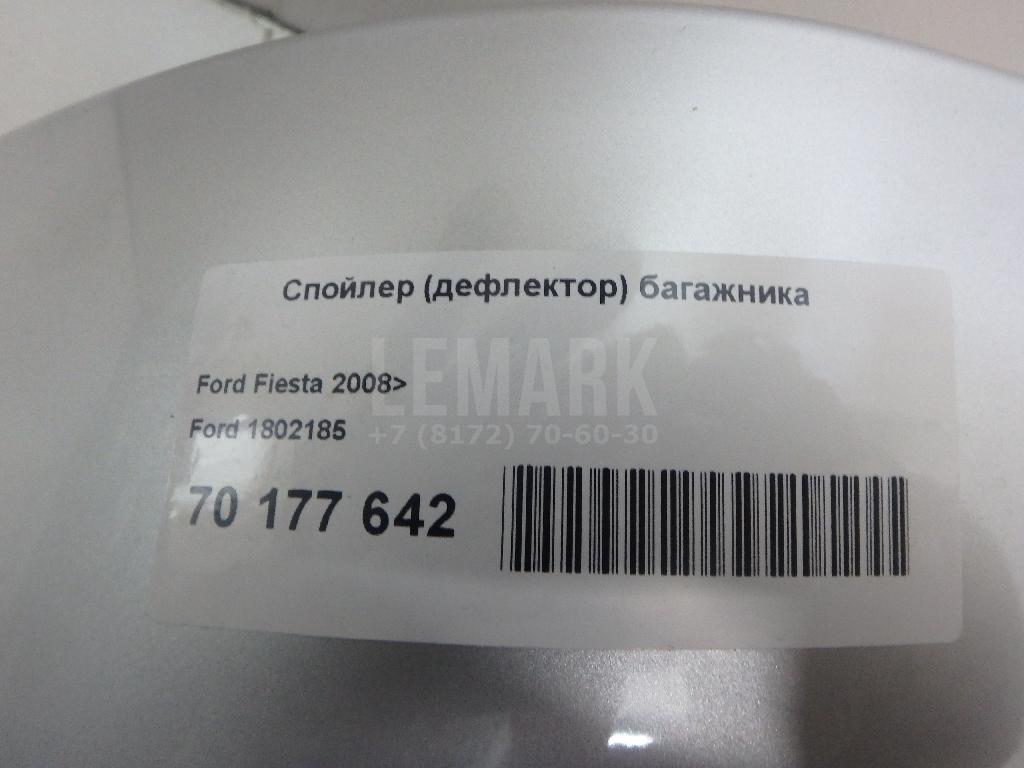 Спойлер (дефлектор) багажника
LEMARK
Ford Fiesta 2008>
Ford 1802185
+7 (8172) 70-60-30
70 177 642